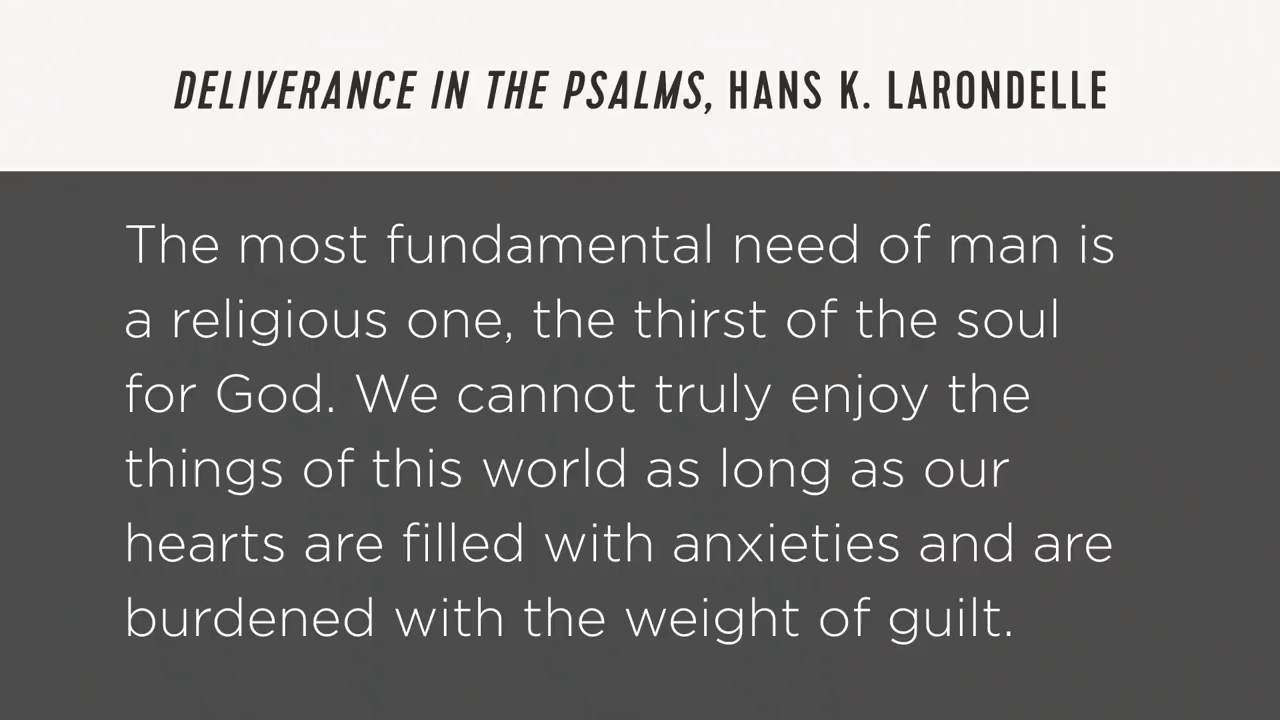 DELIVERANCE IN THE PSALMS, HANS K. LARONDELLE
The most fundamental need of man is
a religious one, the thirst of the soul
for God. We cannot truly enjoy the
things of this world as long as our
hearts are filled with anxieties and are
burdened with the weight of guilt.